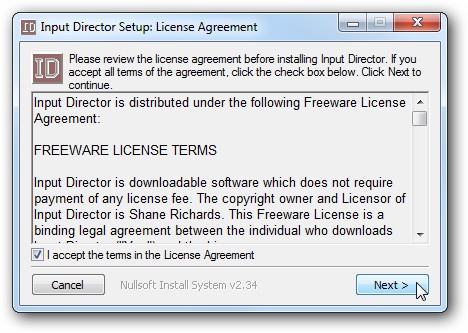 Input Director Setup: License Agreement
ID
Please review the license agreement before installing Input Director. If you
accept all terms of the agreement, click the check box below. Click Next to
continue.
Input Director is distributed under the following Freeware License
Agreement:
FREEWARE LICENSE TERMS
Input Director is downloadable software which does not require
payment of any license fee. The copyright owner and Licensor of
Input Director is Shane Richards. This Freeware License is a
binding legal agreement between the individual who downloads
I accept the terms in the License Agreement
Cancel
Nullsoft Install System v2.34
Next >